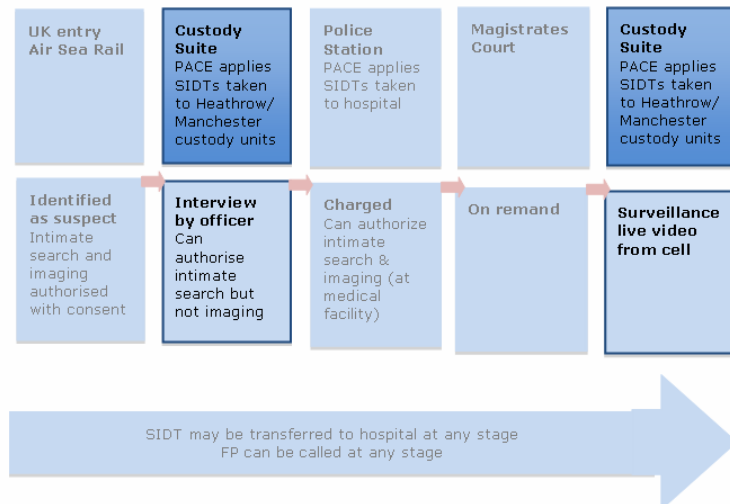 UK entry
Air Sea Rail
Custody
Suite
PACE applies
SIDTs taken
to Heathrow/
Manchester
custody units
Police
Station
PACE applies
SIDTs taken
to hospital
Magistrates
Court
Custody
Suite
PACE applies
SIDTs taken
to Heathrow/
Manchester
custody units
Identified
as suspect
Intimate
search and
imaging
authorised
with consent
Interview
by officer
Can
authorise
intimate
search but
not imaging
Charged
Can authorize
intimate
search &
imaging (at
medical
facility)
On remand
Surveillance
live video
from cell
SIDT may be transferred to hospital at any stage
FP can be called at any stage